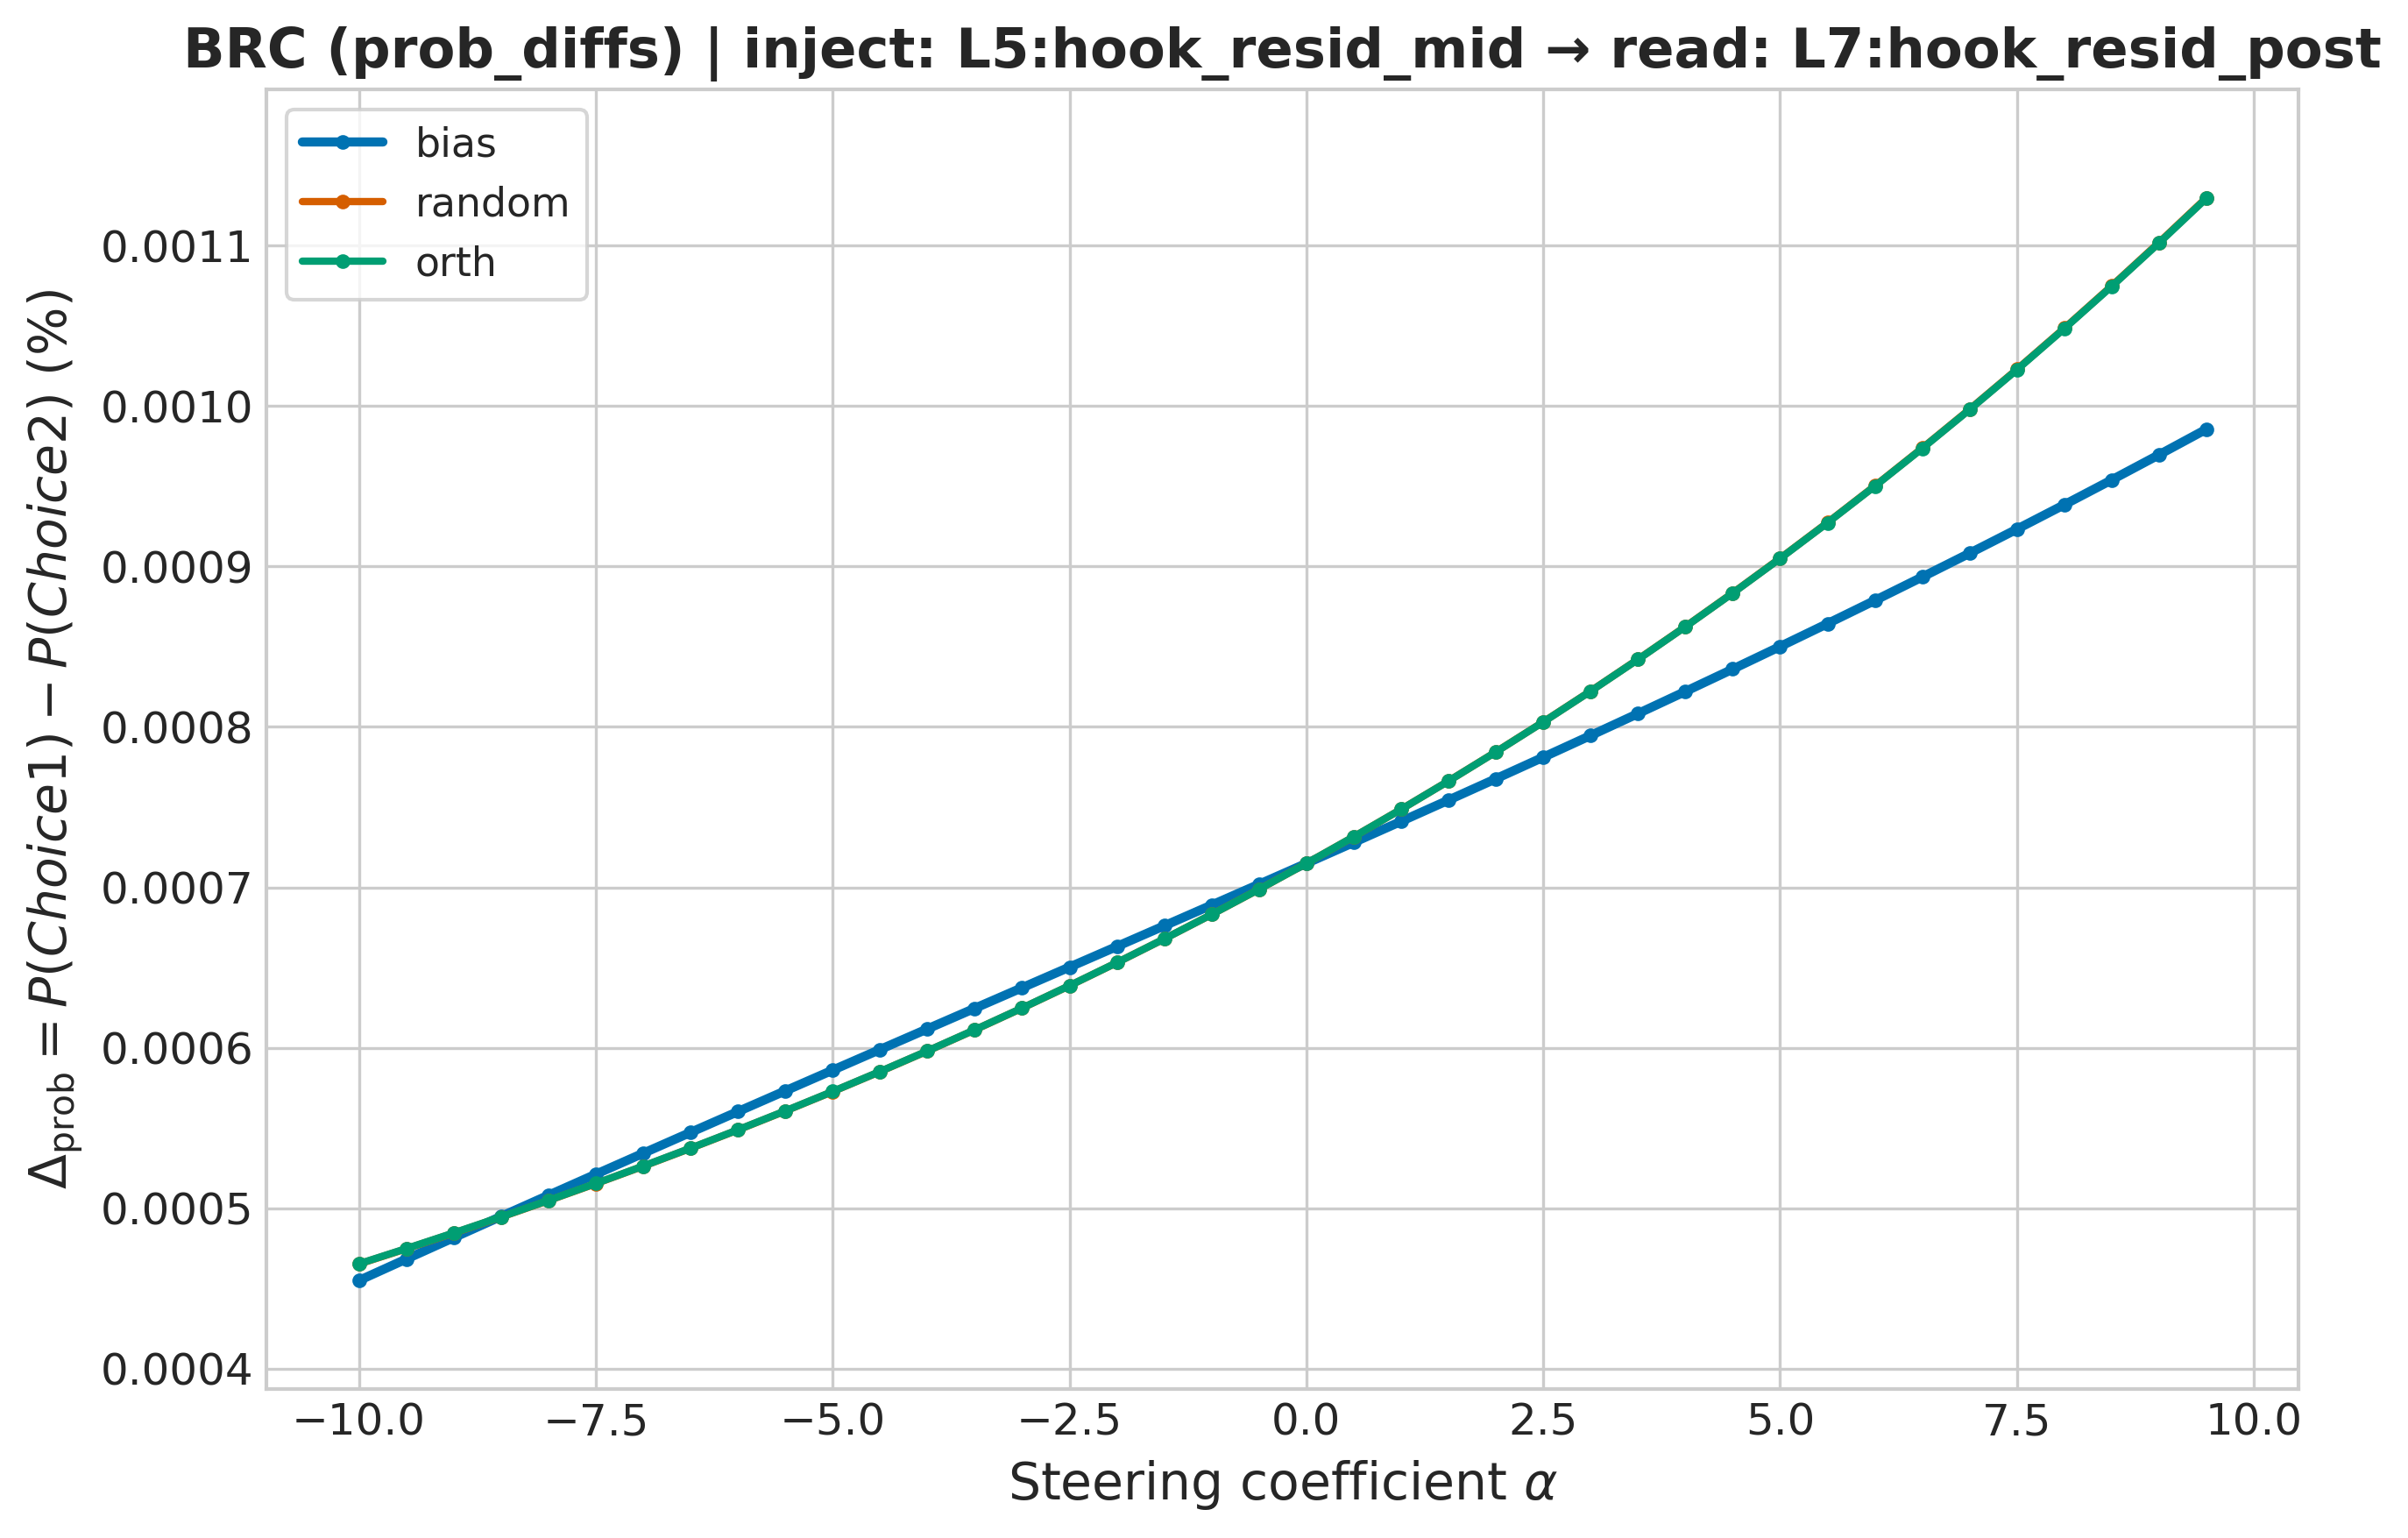 BRC (prob_diffs) | inject: L5:hook_resid_mid → read: L7:hook_resid_post
bias
random
orth
Δprob = P(Choice1) − P(Choice2) (%)
0.0011
0.0010
0.0009
0.0008
0.0007
0.0006
0.0005
0.0004
−10.0 −7.5 −5.0 −2.5 0.0 2.5 5.0 7.5 10.0
Steering coefficient α